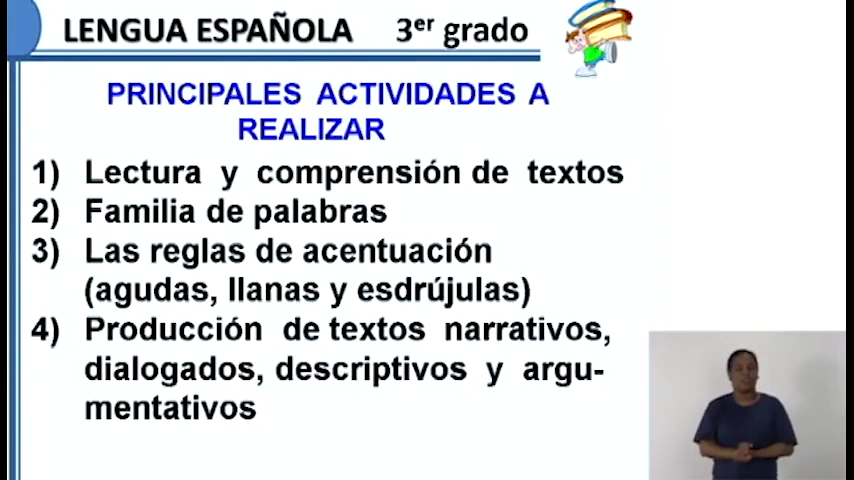 LENGUA ESPAÑOLA 3er grado
PRINCIPALES ACTIVIDADES A
REALIZAR
1) Lectura y comprensión de textos
2) Familia de palabras
3) Las reglas de acentuación
(agudas, llanas y esdrújulas)
4) Producción de textos narrativos,
dialogados, descriptivos y argu-
mentativos